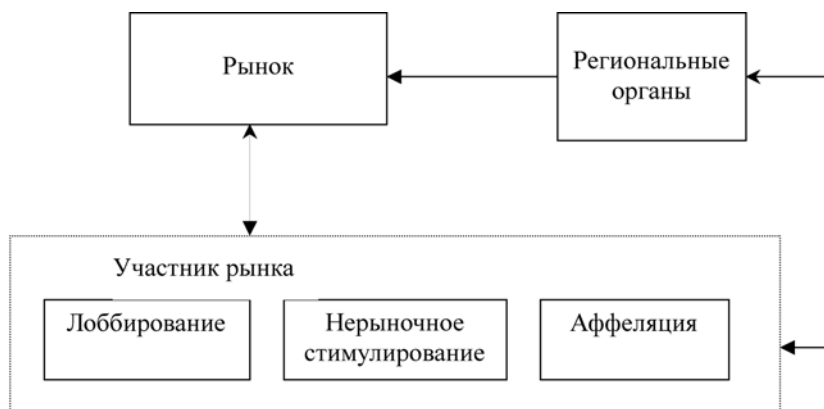 Рынок
Региональные
органы
Участник рынка
Лоббирование
Нерыночное
стимулирование
Аффеляция